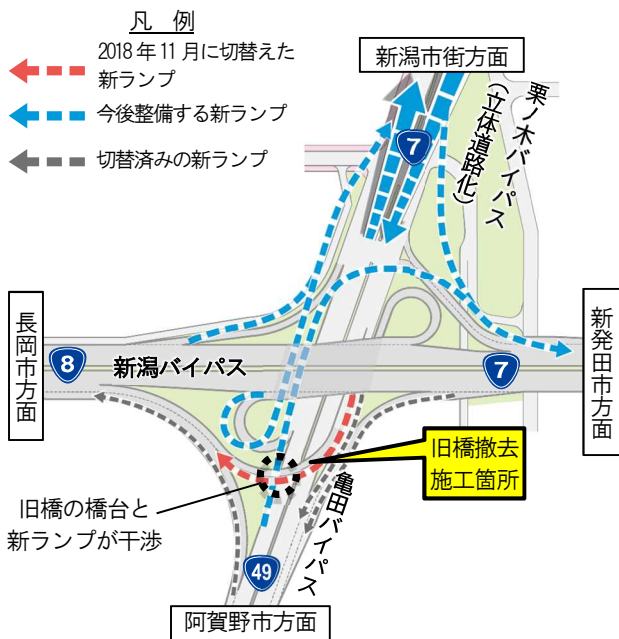 凡 例
2018年11月に切替えた
新ランプ
今後整備する新ランプ
切替済みの新ランプ
新潟市街方面
7
栗ノ木バイパス
(立体道路化)
長岡市方面
8
新潟バイパス
7
新発田市方面
旧橋撤去
施工箇所
旧橋の橋台と
新ランプが干渉
亀田バイパス
49
阿賀野市方面